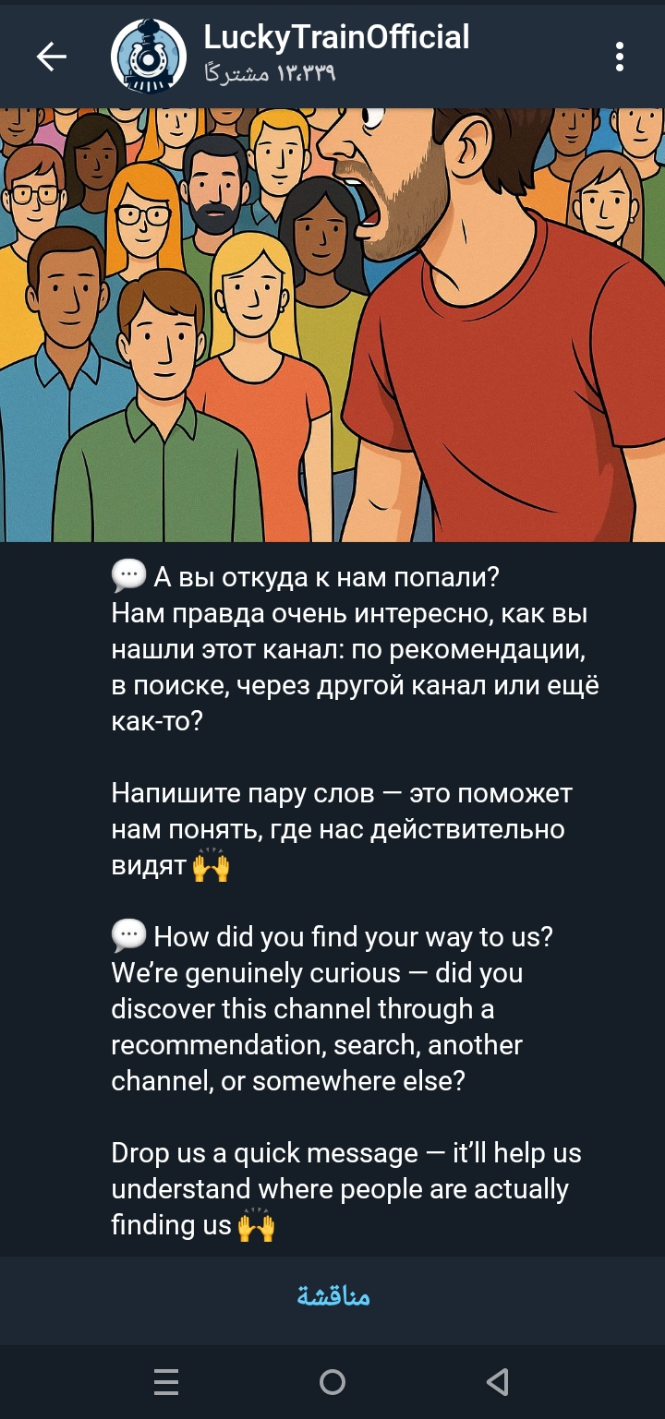 LuckyTrainOfficial
١٣٬٣٣٩ مشتركًا
💬 А вы откуда к нам попали?
Нам правда очень интересно, как вы
нашли этот канал: по рекомендации,
в поиске, через другой канал или ещё
как-то?
Напишите пару слов — это поможет
нам понять, где нас действительно
видят 🙌
💬 How did you find your way to us?
We’re genuinely curious — did you
discover this channel through a
recommendation, search, another
channel, or somewhere else?
Drop us a quick message — it’ll help us
understand where people are actually
finding us 🙌
مناقشة